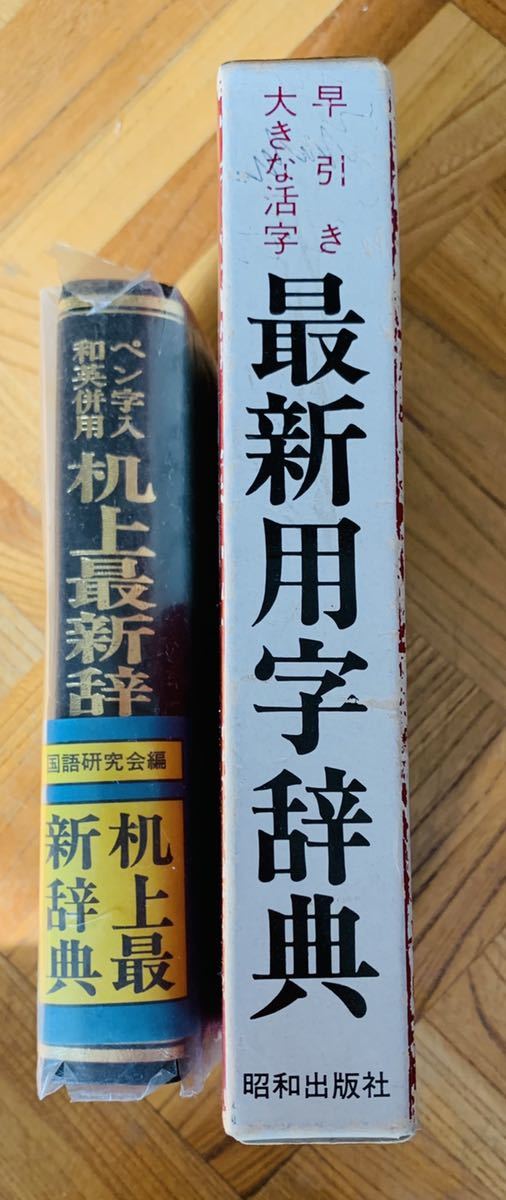 早引き
大きな活字
最新用字辞典
昭和出版社
ペン字入
和英併用
机上最新辞
国語研究会編
机上最
新辞典